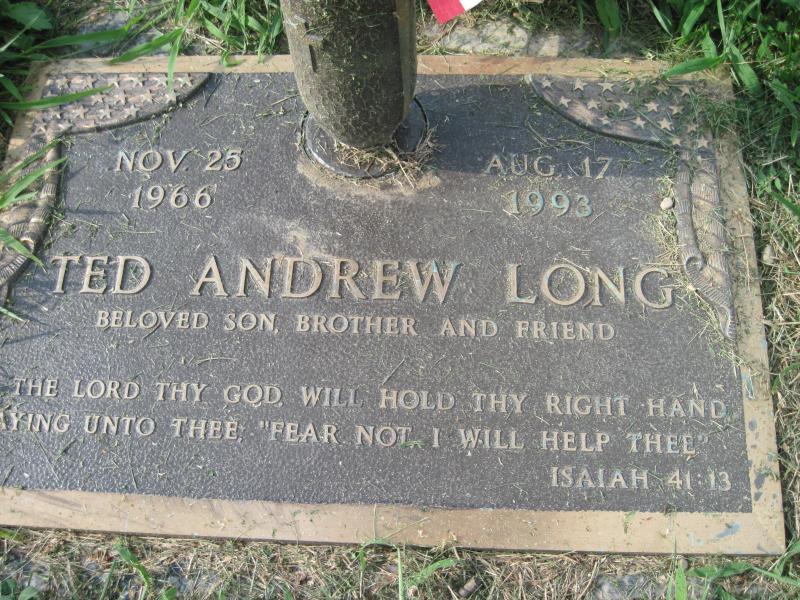 NOV. 25
1966
AUG. 17
1993
TED ANDREW LONG
BELOVED SON, BROTHER AND FRIEND
THE LORD THY GOD WILL HOLD THY RIGHT HAND
AYING UNTO THEE, "FEAR NOT, I WILL HELP THEE"
ISAIAH 41:13